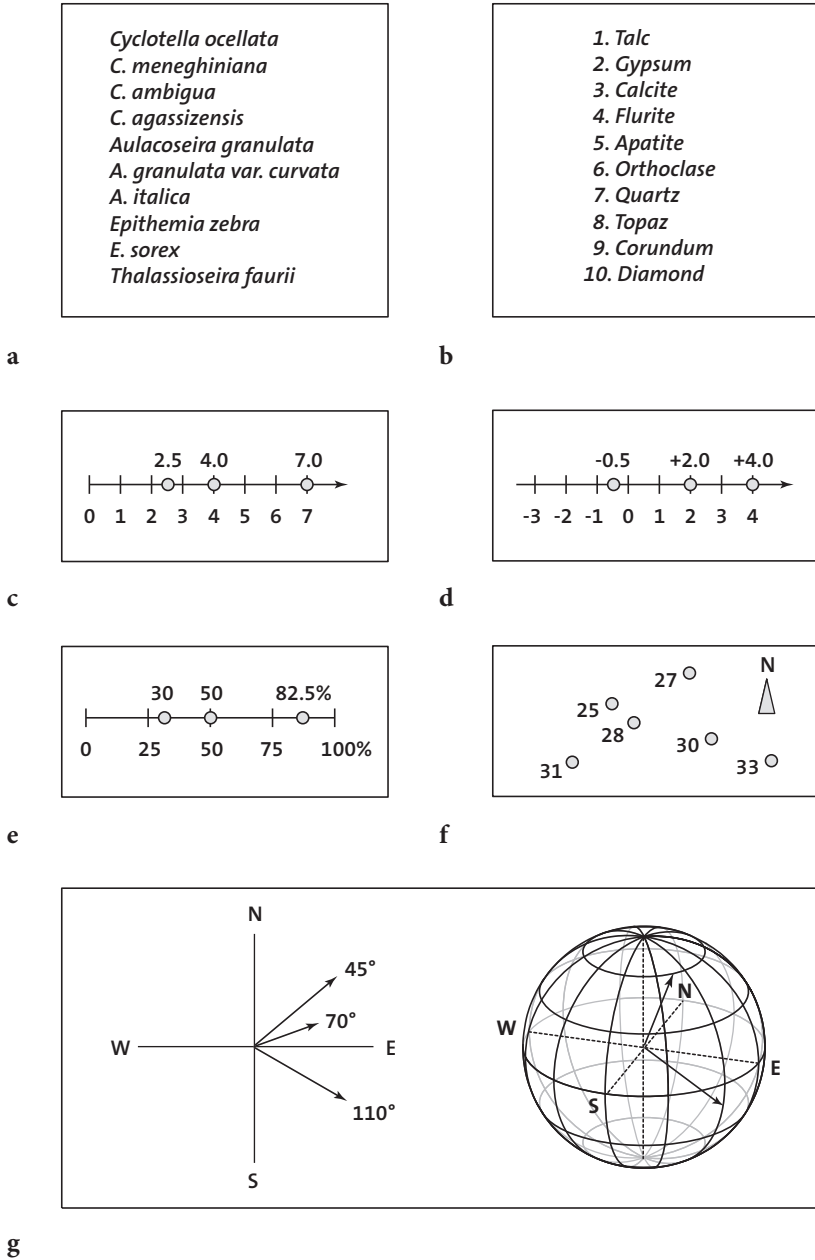 Cyclotella ocellata
C. meneghiniana
C. ambigua
C. agassizensis
Aulacoseira granulata
A. granulata var. curvata
A. italica
Epithemia zebra
E. sorex
Thalassioseira faurii
a
1. Talc
2. Gypsum
3. Calcite
4. Flurite
5. Apatite
6. Orthoclase
7. Quartz
8. Topaz
9. Corundum
10. Diamond
b
2.5 4.0 7.0
0 1 2 3 4 5 6 7
c
-0.5 +2.0 +4.0
-3 -2 -1 0 1 2 3 4
d
30 50 82.5%
0 25 50 75 100%
e
N
27
25
28
30
31
33
f
N
45°
70°
W E
110°
S
N
W
E
S
g